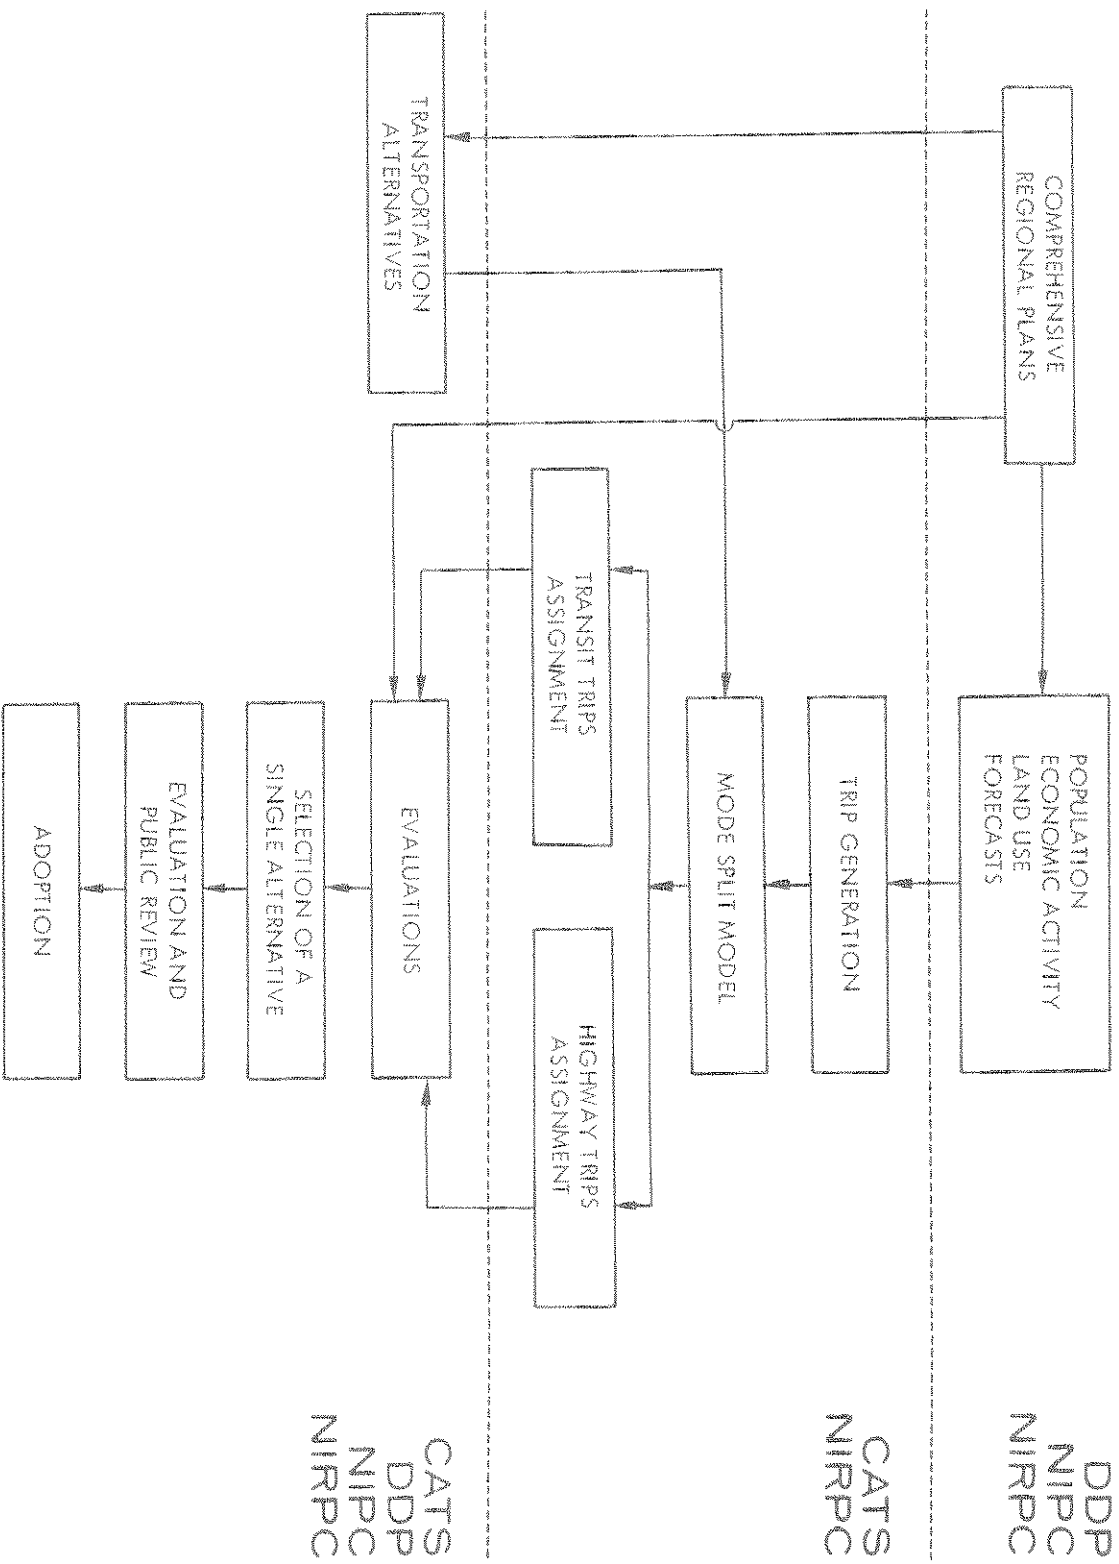 COMPREHENSIVE
REGIONAL PLANS
POPULATION
ECONOMIC ACTIVITY
LAND USE
FORECASTS
DDP
NIPC
NIRPC
TRIP GENERATION
MODE SPLIT MODEL
CATS
NIRPC
TRANSIT TRIPS
ASSIGNMENT
HIGHWAY TRIPS
ASSIGNMENT
TRANSPORTATION
ALTERNATIVES
EVALUATIONS
SELECTION OF A
SINGLE ALTERNATIVE
EVALUATION AND
PUBLIC REVIEW
ADOPTION
CATS
DDP
NIPC
NIRPC